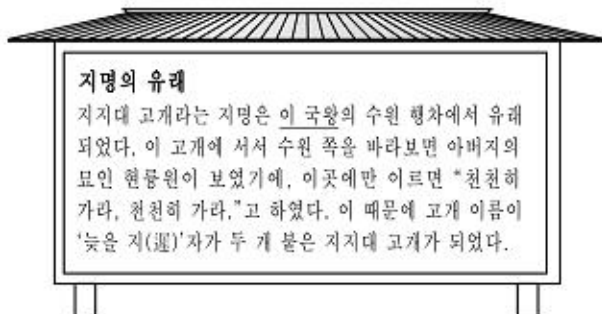 지명의 유래
지지대 고개라는 지명은 이 국왕의 수원 행차에서 유래
되었다. 이 고개에 서서 수원 쪽을 바라보면 아버지의
묘인 현륭원이 보였기에, 이곳에만 이르면 “천천히
가라, 천천히 가라.”고 하였다. 이 때문에 고개 이름이
‘늦을 지(遲)’자가 두 개 붙은 지지대 고개가 되었다.